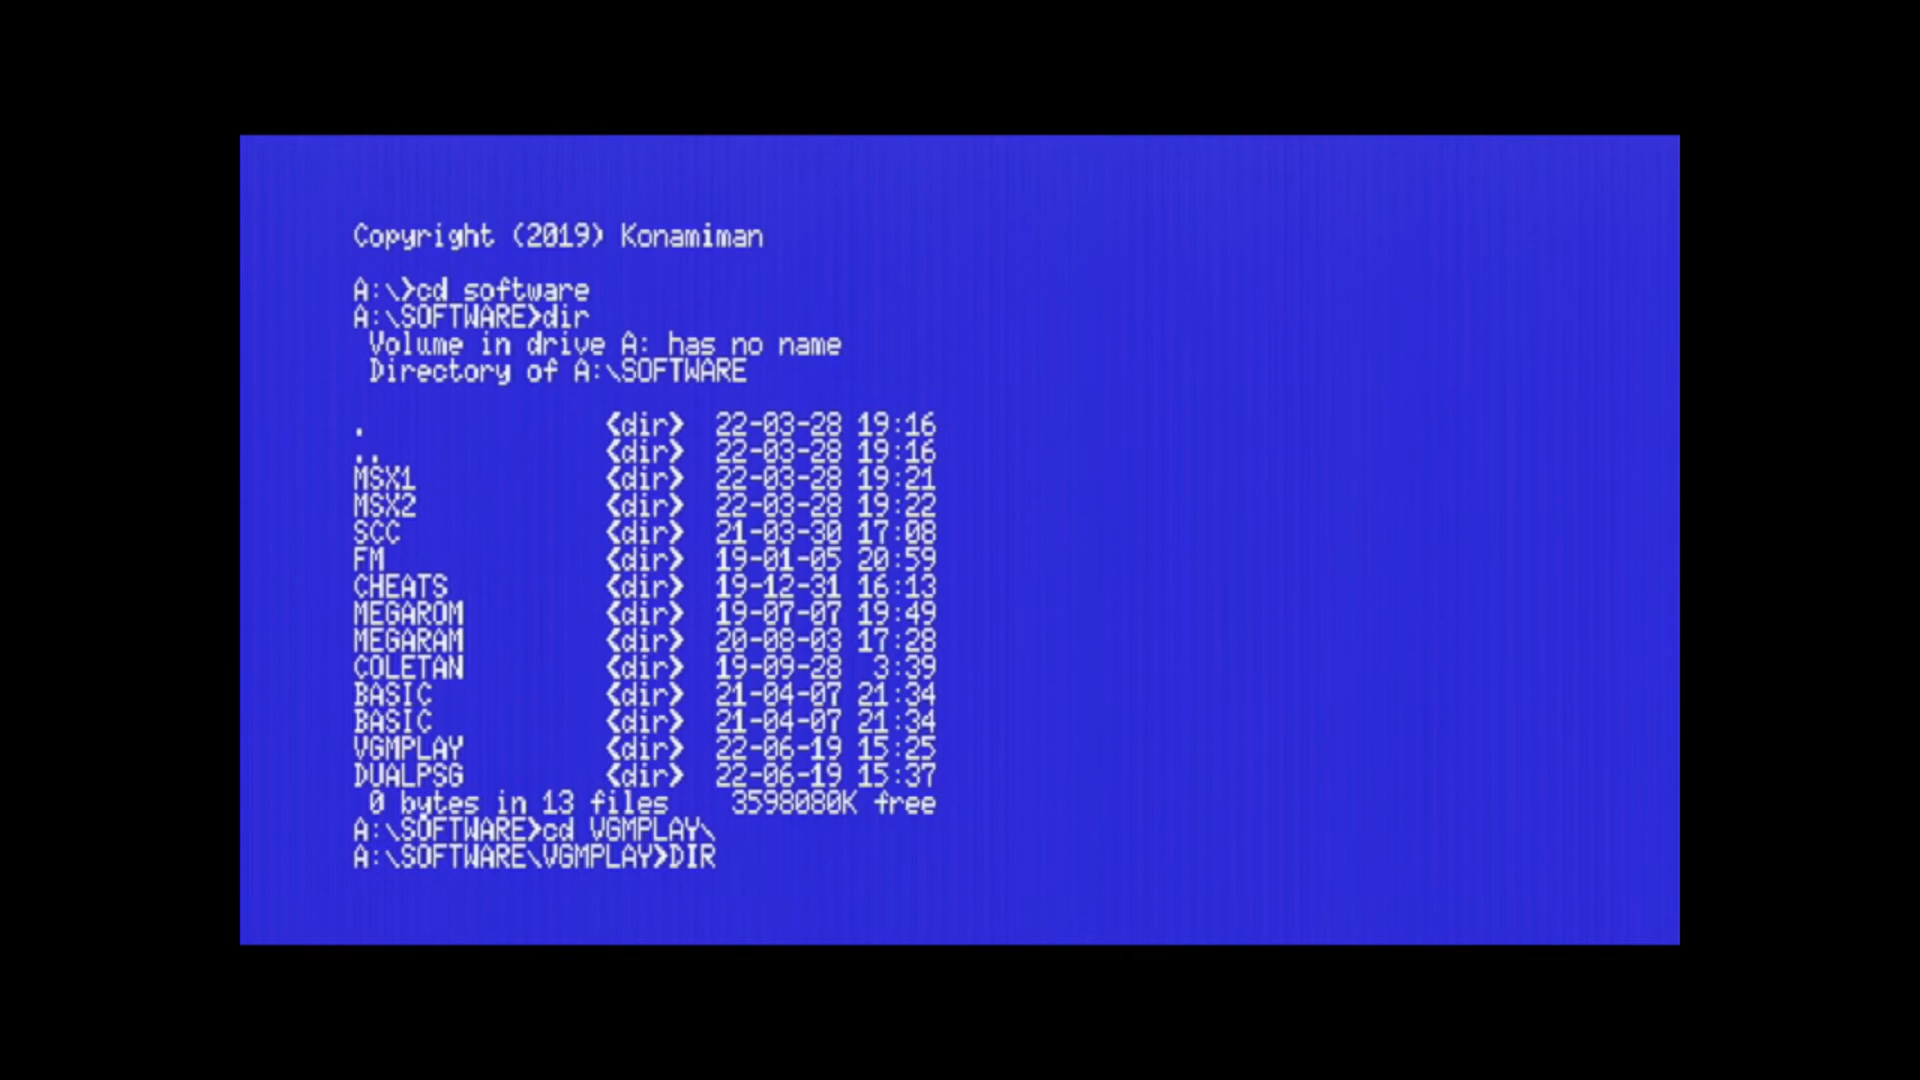 Copyright (2019) Konamiman
A:\>cd software
A:\SOFTWARE>dir
Volume in drive A: has no name
Directory of A:\SOFTWARE
. <dir> 22-03-28 19:16
.. <dir> 22-03-28 19:16
MSX1 <dir> 22-03-28 19:21
MSX2 <dir> 22-03-28 19:22
SCC <dir> 21-03-30 17:08
FM <dir> 19-01-05 20:59
CHEATS <dir> 19-12-31 16:13
MEGAROM <dir> 19-07-07 19:49
MEGARAM <dir> 20-08-03 17:28
COLETAN <dir> 19-09-28 3:39
BASIC <dir> 21-04-07 21:34
BASIC <dir> 21-04-07 21:34
VGMPLAY <dir> 22-06-19 15:25
DUALPSG <dir> 22-06-19 15:37
0 bytes in 13 files 3598080K free
A:\SOFTWARE>cd VGMPLAY\
A:\SOFTWARE\VGMPLAY>DIR